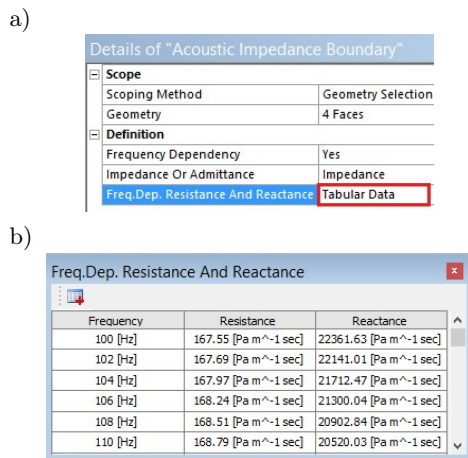 a)
Details of "Acoustic Impedance Boundary"
Scope
Scoping Method Geometry Selection
Geometry 4 Faces
Definition
Frequency Dependency Yes
Impedance Or Admittance Impedance
Freq.Dep. Resistance And Reactance Tabular Data
b)
Freq.Dep. Resistance And Reactance
Frequency Resistance Reactance
100 [Hz] 167.55 [Pa m^-1 sec] 22361.63 [Pa m^-1 sec]
102 [Hz] 167.69 [Pa m^-1 sec] 22141.01 [Pa m^-1 sec]
104 [Hz] 167.97 [Pa m^-1 sec] 21712.47 [Pa m^-1 sec]
106 [Hz] 168.24 [Pa m^-1 sec] 21300.04 [Pa m^-1 sec]
108 [Hz] 168.51 [Pa m^-1 sec] 20902.84 [Pa m^-1 sec]
110 [Hz] 168.79 [Pa m^-1 sec] 20520.03 [Pa m^-1 sec]